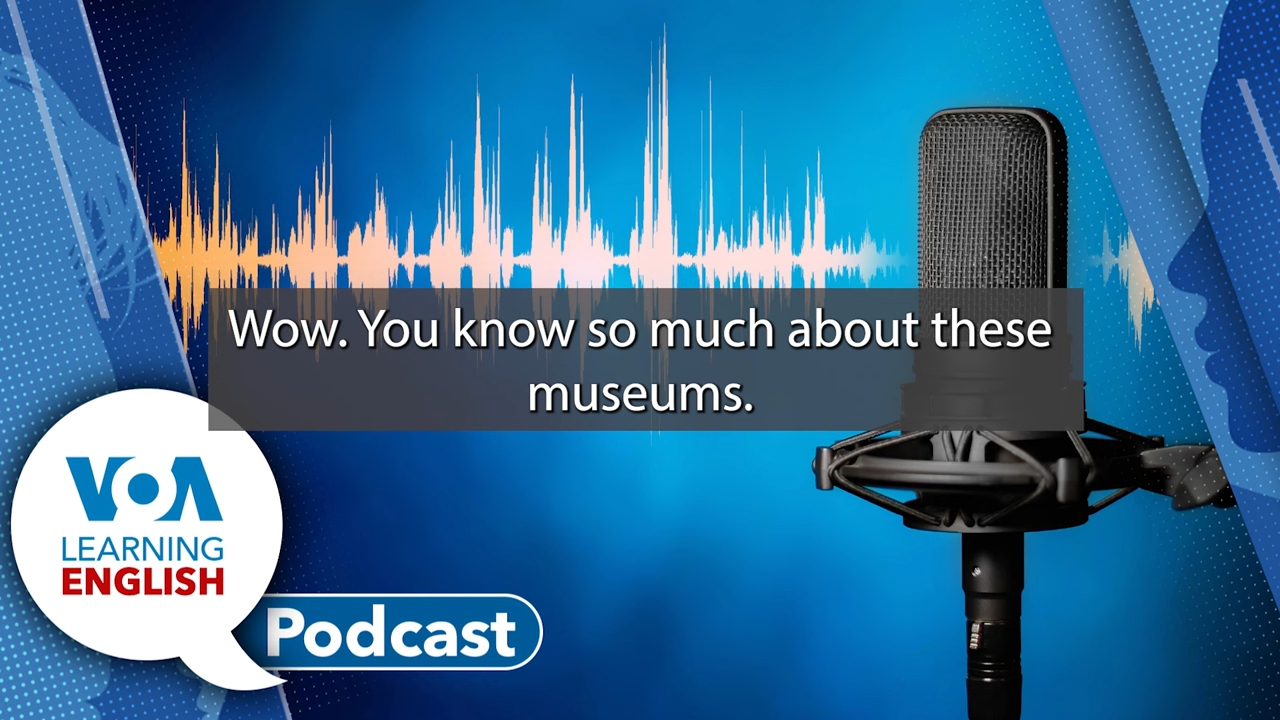 Wow. You know so much about these
museums.
VOA
LEARNING
ENGLISH
Podcast